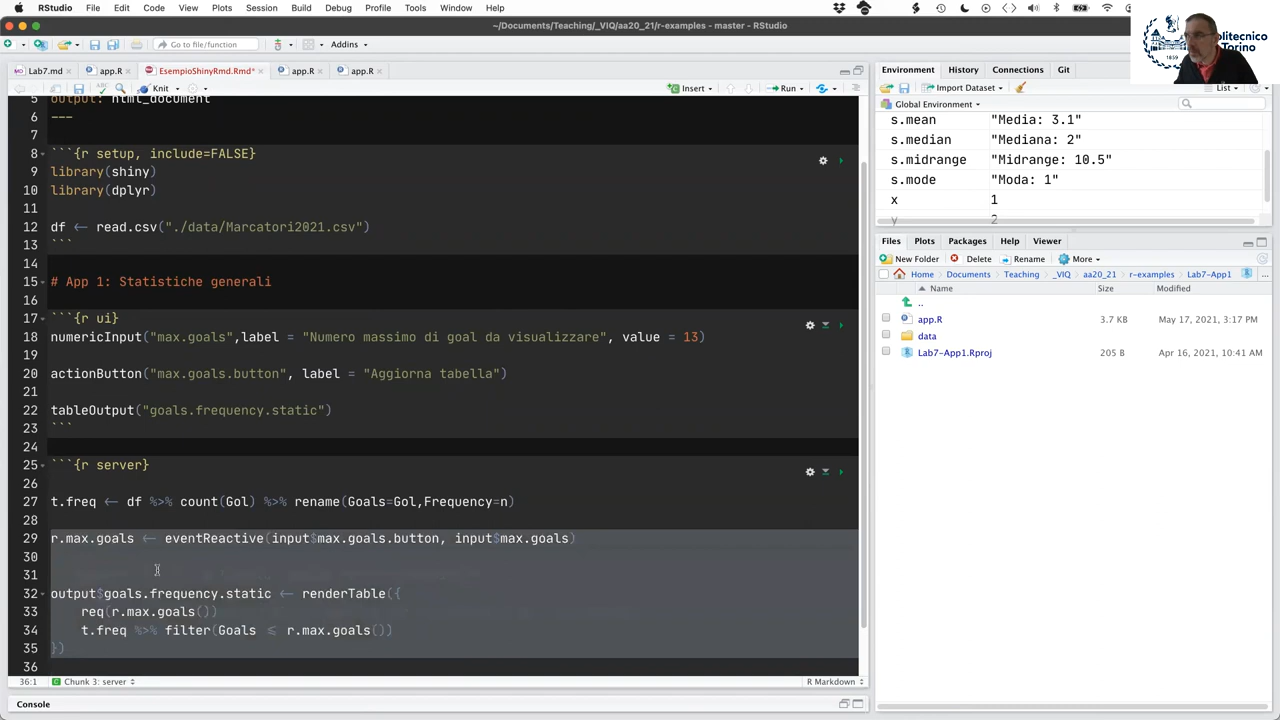 RStudio File Edit Code View Plots Session Build Debug Profile Tools Window Help
~/Documents/Teaching/_VIQ/aa20_21/r-examples - master - RStudio
Go to file/function Addins
Politecnico
di Torino
1859
Lab7.md × app.R × EsempioShinyRmd.Rmd* × app.R × app.R ×
Knit Insert Run
5 output: html_document
6 ---
7
8 ```{r setup, include=FALSE}
9 library(shiny)
10 library(dplyr)
11
12 df <- read.csv("./data/Marcatori2021.csv")
13 ```
14
15 # App 1: Statistiche generali
16
17 ```{r ui}
18 numericInput("max.goals",label = "Numero massimo di goal da visualizzare", value = 13)
19
20 actionButton("max.goals.button", label = "Aggiorna tabella")
21
22 tableOutput("goals.frequency.static")
23 ```
24
25 ```{r server}
26
27 t.freq <- df %>% count(Gol) %>% rename(Goals=Gol,Frequency=n)
28
29 r.max.goals <- eventReactive(input$max.goals.button, input$max.goals)
30
31
32 output$goals.frequency.static <- renderTable({
33 req(r.max.goals())
34 t.freq %>% filter(Goals <= r.max.goals())
35 })
36
36:1 Chunk 3: server R Markdown
Console
Environment History Connections Git
Import Dataset List
Global Environment
s.mean "Media: 3.1"
s.median "Mediana: 2"
s.midrange "Midrange: 10.5"
s.mode "Moda: 1"
x 1
y 2
Files Plots Packages Help Viewer
New Folder Delete Rename More
Home Documents Teaching _VIQ aa20_21 r-examples Lab7-App1 ...
Name Size Modified
..
app.R 3.7 KB May 17, 2021, 3:17 PM
data
Lab7-App1.Rproj 205 B Apr 16, 2021, 10:41 AM